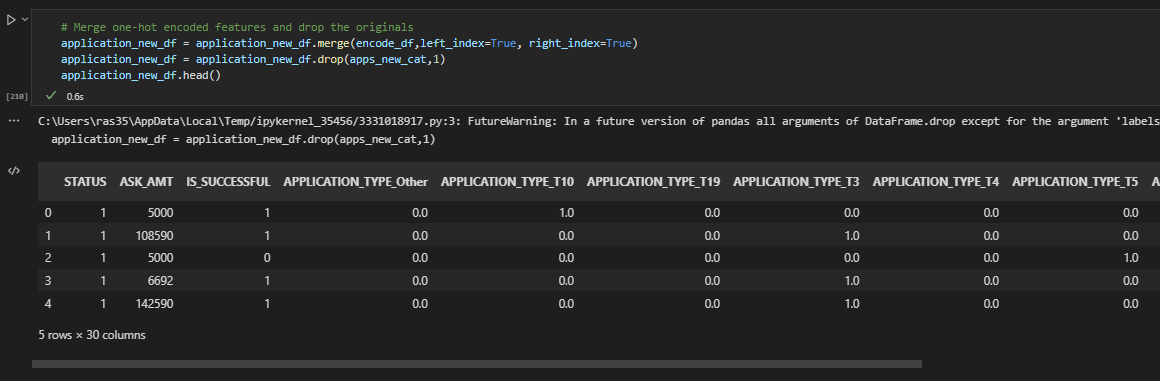 # Merge one-hot encoded features and drop the originals
application_new_df = application_new_df.merge(encode_df,left_index=True, right_index=True)
application_new_df = application_new_df.drop(apps_new_cat,1)
application_new_df.head()
[210] 0.6s
C:\Users\ras35\AppData\Local\Temp/ipykernel_35456/3331018917.py:3: FutureWarning: In a future version of pandas all arguments of DataFrame.drop except for the argument 'labels
application_new_df = application_new_df.drop(apps_new_cat,1)
STATUS ASK_AMT IS_SUCCESSFUL APPLICATION_TYPE_Other APPLICATION_TYPE_T10 APPLICATION_TYPE_T19 APPLICATION_TYPE_T3 APPLICATION_TYPE_T4 APPLICATION_TYPE_T5 A
0 1 5000 1 0.0 1.0 0.0 0.0 0.0 0.0
1 1 108590 1 0.0 0.0 0.0 1.0 0.0 0.0
2 1 5000 0 0.0 0.0 0.0 0.0 0.0 1.0
3 1 6692 1 0.0 0.0 0.0 1.0 0.0 0.0
4 1 142590 1 0.0 0.0 0.0 1.0 0.0 0.0
5 rows × 30 columns